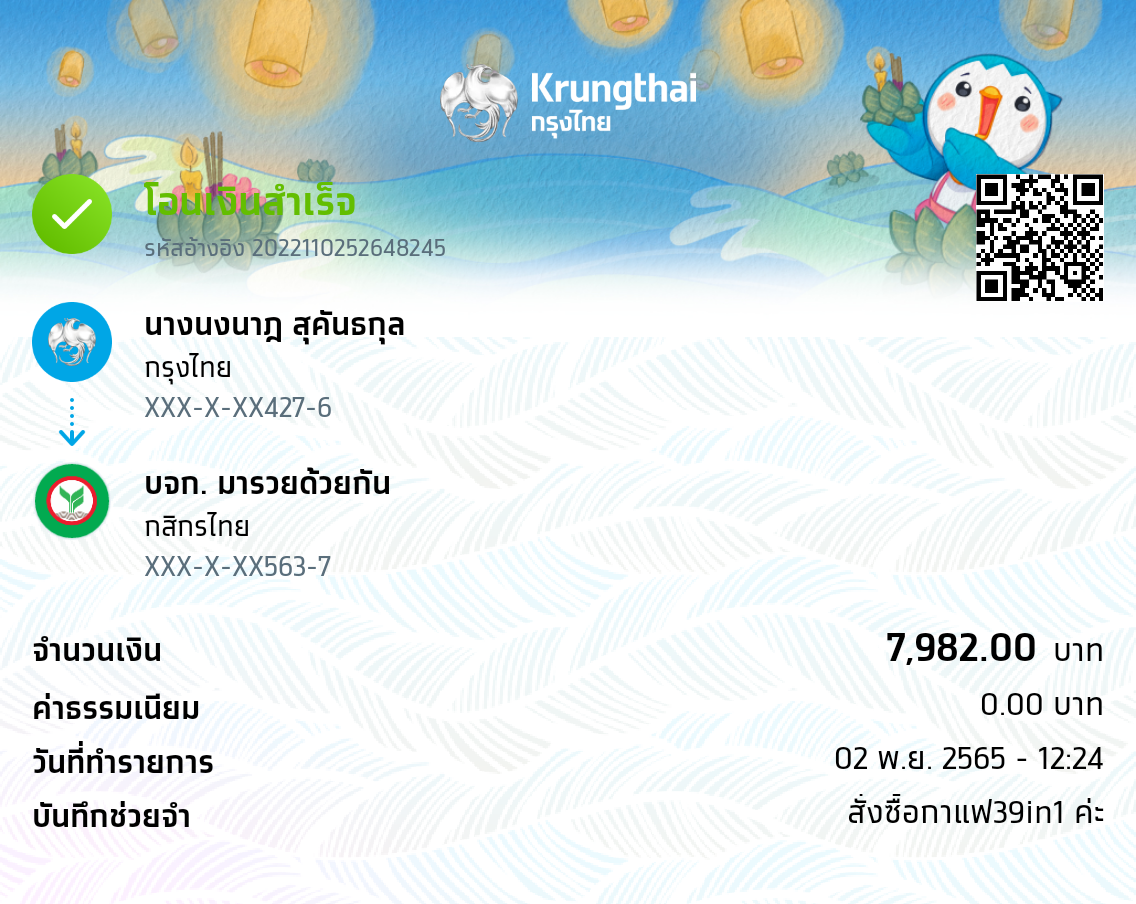 Krungthai
กรุงไทย
โอนเงินสำเร็จ
รหัสอ้างอิง 2022110252648245
นางนงนาฎ สุคันธกุล
กรุงไทย
XXX-X-XX427-6
บจก. มารวยด้วยกัน
กสิกรไทย
XXX-X-XX563-7
จำนวนเงิน 7,982.00 บาท
ค่าธรรมเนียม 0.00 บาท
วันที่ทำรายการ 02 พ.ย. 2565 - 12:24
บันทึกช่วยจำ สั่งซื้อกาแฟ39in1 ค่ะ